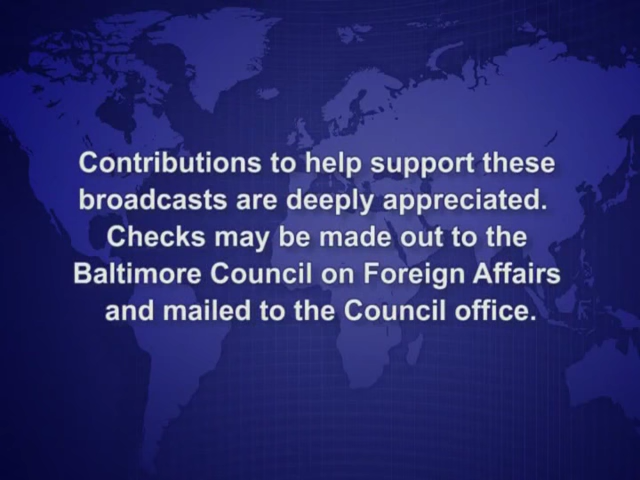 Contributions to help support these
broadcasts are deeply appreciated.
Checks may be made out to the
Baltimore Council on Foreign Affairs
and mailed to the Council office.